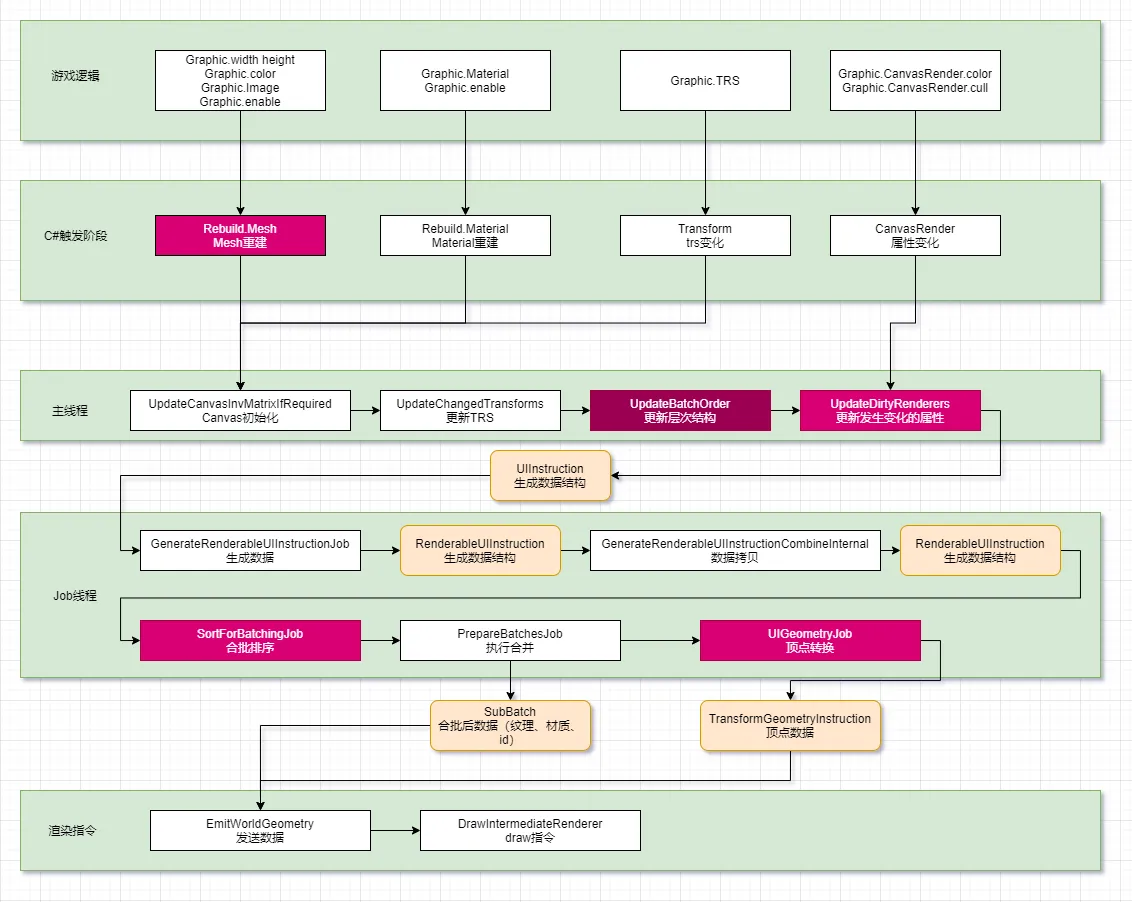 游戏逻辑
Graphic.width height
Graphic.color
Graphic.Image
Graphic.enable
Graphic.Material
Graphic.enable
Graphic.TRS
Graphic.CanvasRender.color
Graphic.CanvasRender.cull
C#触发阶段
Rebuild.Mesh
Mesh重建
Rebuild.Material
Material重建
Transform
trs变化
CanvasRender
属性变化
主线程
UpdateCanvasInvMatrixIfRequired
Canvas初始化
UpdateChangedTransforms
更新TRS
UpdateBatchOrder
更新层次结构
UpdateDirtyRenderers
更新发生变化的属性
UIInstruction
生成数据结构
Job线程
GenerateRenderableUIInstructionJob
生成数据
RenderableUIInstruction
生成数据结构
GenerateRenderableUIInstructionCombineInternal
数据拷贝
RenderableUIInstruction
生成数据结构
SortForBatchingJob
合批排序
PrepareBatchesJob
执行合并
UIGeometryJob
顶点转换
SubBatch
合批后数据（纹理、材质、
id）
TransformGeometryInstruction
顶点数据
渲染指令
EmitWorldGeometry
发送数据
DrawIntermediateRenderer
draw指令